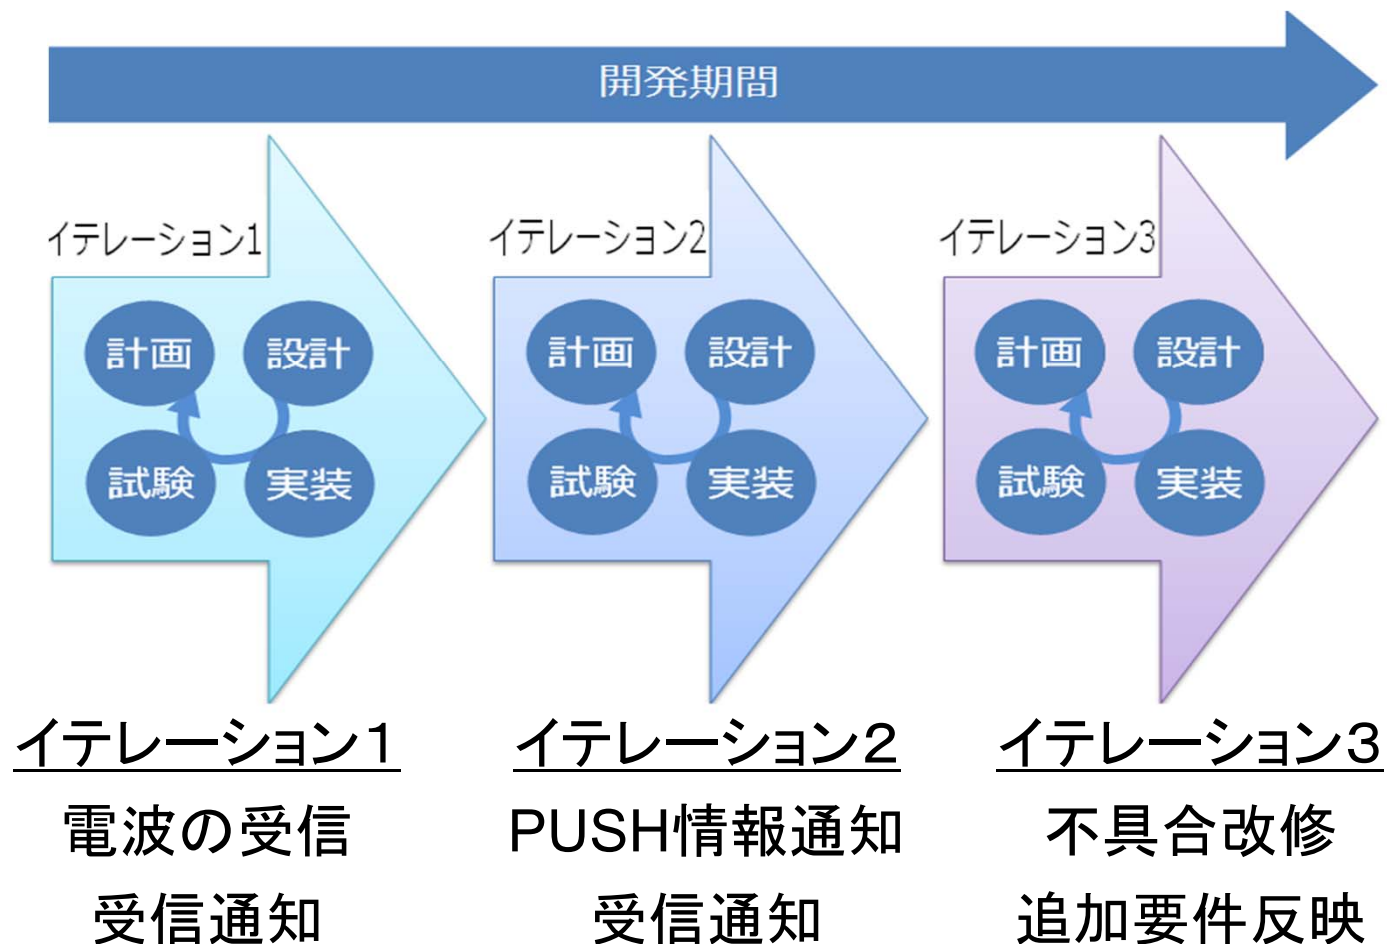 開発期間
イテレーション1
計画
設計
試験
実装
イテレーション2
計画
設計
試験
実装
イテレーション3
計画
設計
試験
実装
イテレーション１
電波の受信
受信通知
イテレーション２
PUSH情報通知
受信通知
イテレーション３
不具合改修
追加要件反映